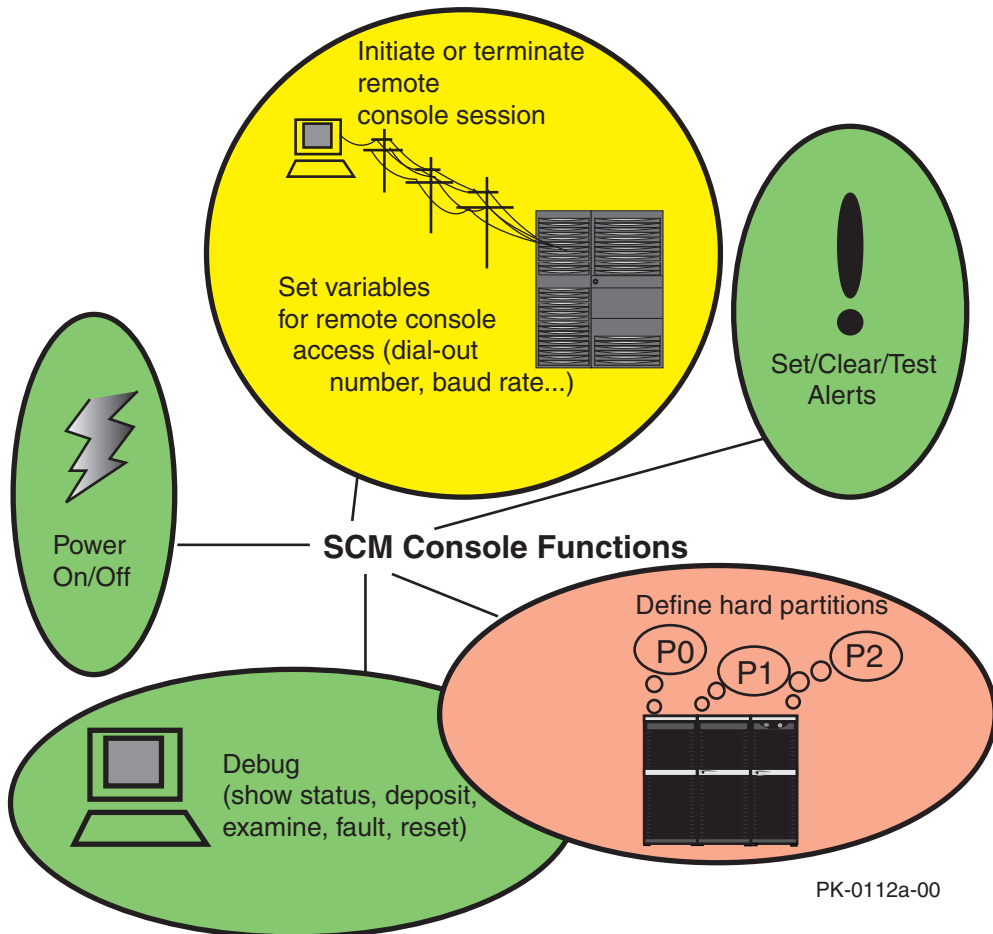 Initiate or terminate
remote
console session
Set variables
for remote console
access (dial-out
number, baud rate...)
Set/Clear/Test
Alerts
Power
On/Off
SCM Console Functions
Define hard partitions
P0
P1
P2
Debug
(show status, deposit,
examine, fault, reset)
PK-0112a-00